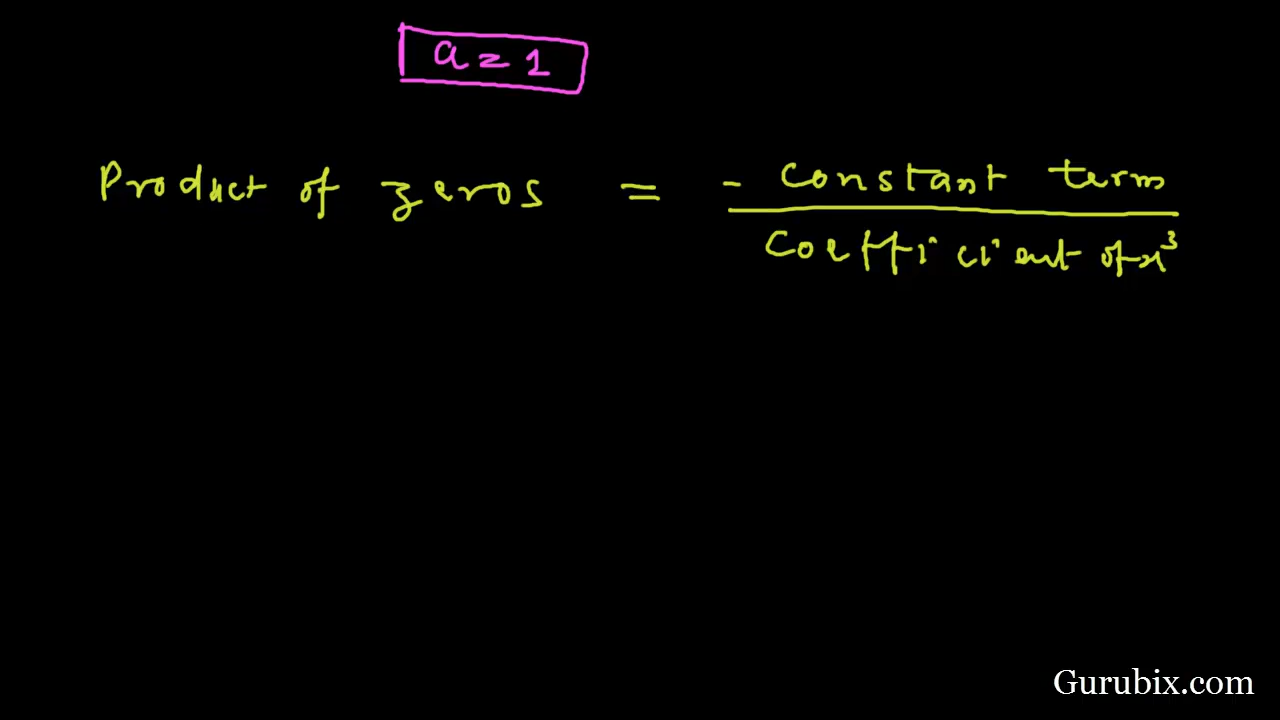 a = 1
Product of zeros = - constant term
Coefficient of x³
Gurubix.com